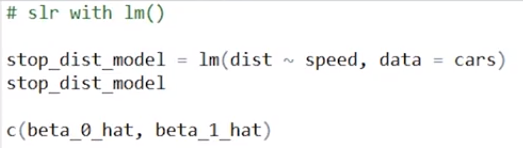 # slr with lm()
stop_dist_model = lm(dist ~ speed, data = cars)
stop_dist_model
c(beta_0_hat, beta_1_hat)